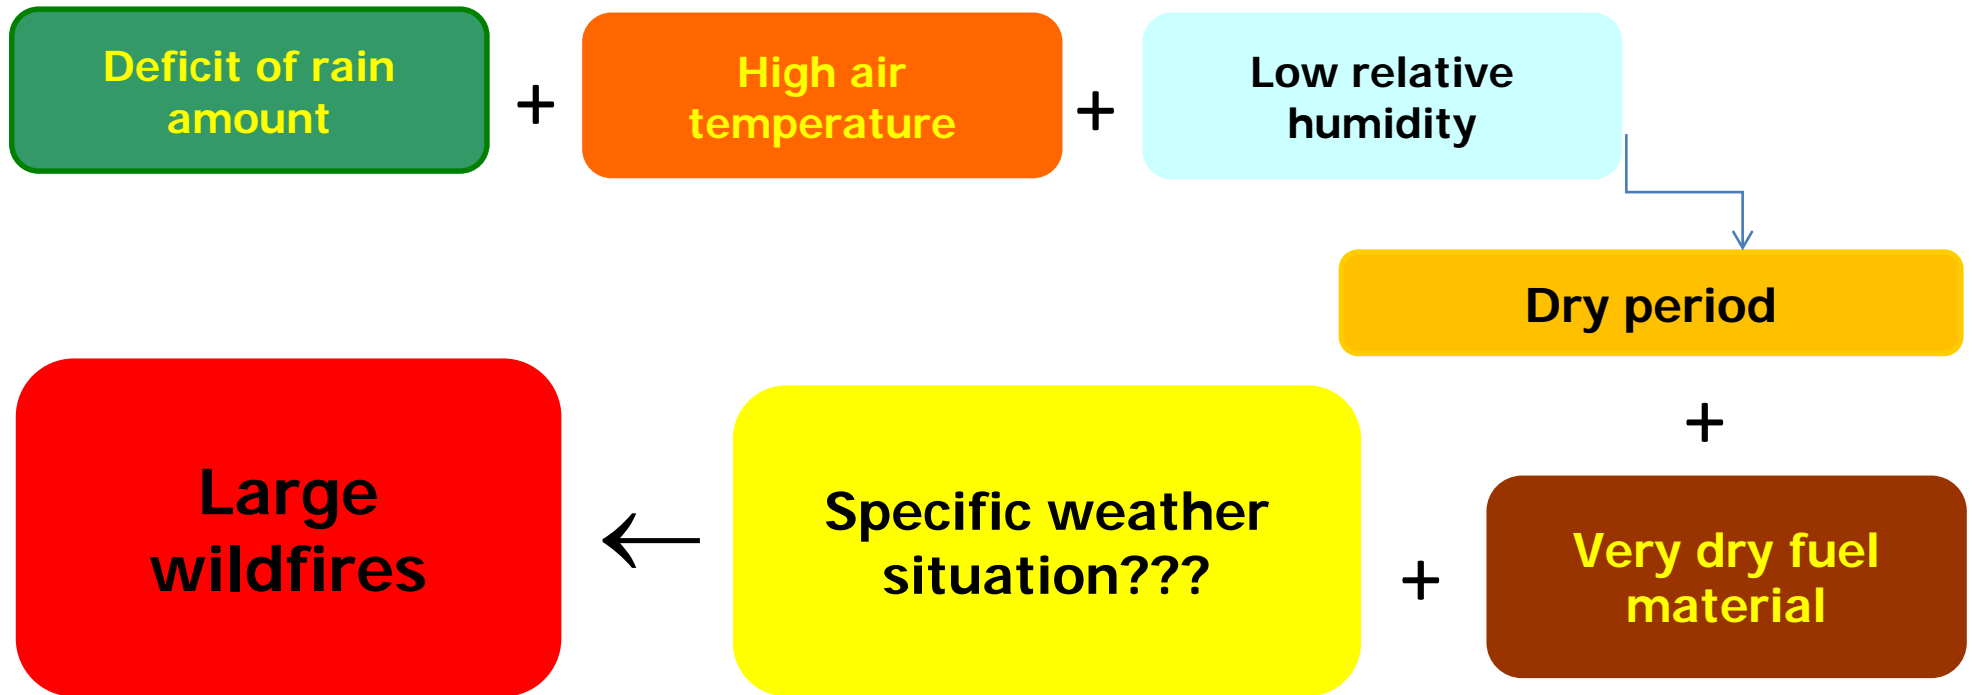 Deficit of rain
amount
+
High air
temperature
+
Low relative
humidity
Dry period
+
Very dry fuel
material
+
Specific weather
situation???
←
Large
wildfires